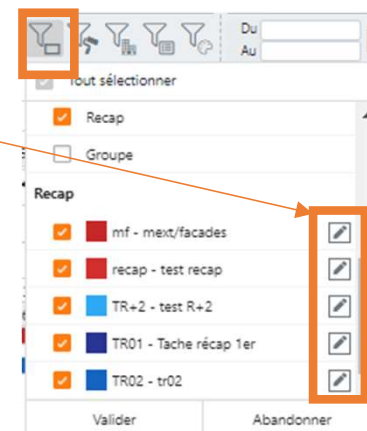 Du
Au
Tout sélectionner
Recap
Groupe
Recap
mf - mext/facades
recap - test recap
TR+2 - test R+2
TR01 - Tache récap 1er
TR02 - tr02
Valider Abandonner